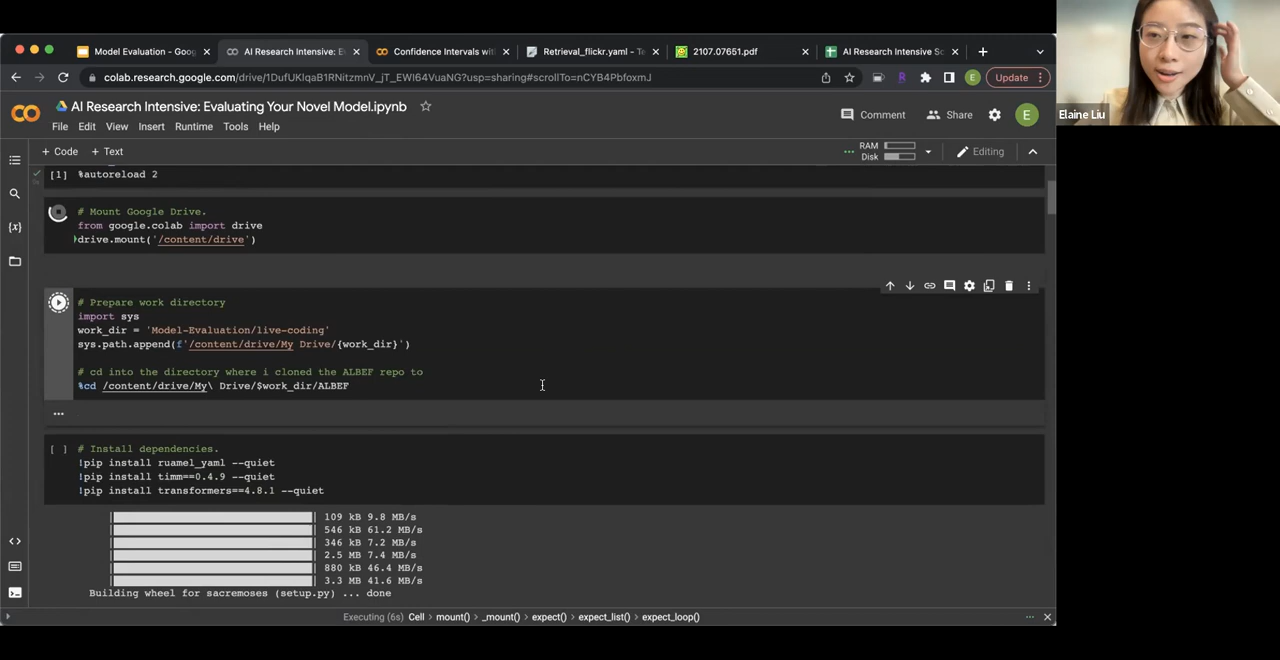 Model Evaluation - Goog
AI Research Intensive: E
Confidence Intervals wit
Retrieval_flickr.yaml - Te
2107.07651.pdf
AI Research Intensive Sc
colab.research.google.com/drive/1DufUKIqaB1RNitzmnV_jT_EWI64VuaNG?usp=sharing#scrollTo=nCYB4PbfoxmJ
E
Update
Elaine Liu
AI Research Intensive: Evaluating Your Novel Model.ipynb
File Edit View Insert Runtime Tools Help
Comment
Share
E
+ Code + Text
RAM
Disk
Editing
[1] %autoreload 2
# Mount Google Drive.
from google.colab import drive
drive.mount('/content/drive')
# Prepare work directory
import sys
work_dir = 'Model-Evaluation/live-coding'
sys.path.append(f'/content/drive/My Drive/{work_dir}')
# cd into the directory where i cloned the ALBEF repo to
%cd /content/drive/My\ Drive/$work_dir/ALBEF
...
[ ] # Install dependencies.
!pip install ruamel_yaml --quiet
!pip install timm==0.4.9 --quiet
!pip install transformers==4.8.1 --quiet
109 kB 9.8 MB/s
546 kB 61.2 MB/s
346 kB 7.2 MB/s
2.5 MB 7.4 MB/s
880 kB 46.4 MB/s
3.3 MB 41.6 MB/s
Building wheel for sacremoses (setup.py) ... done
Executing (6s) Cell > mount() > _mount() > expect() > expect_list() > expect_loop()